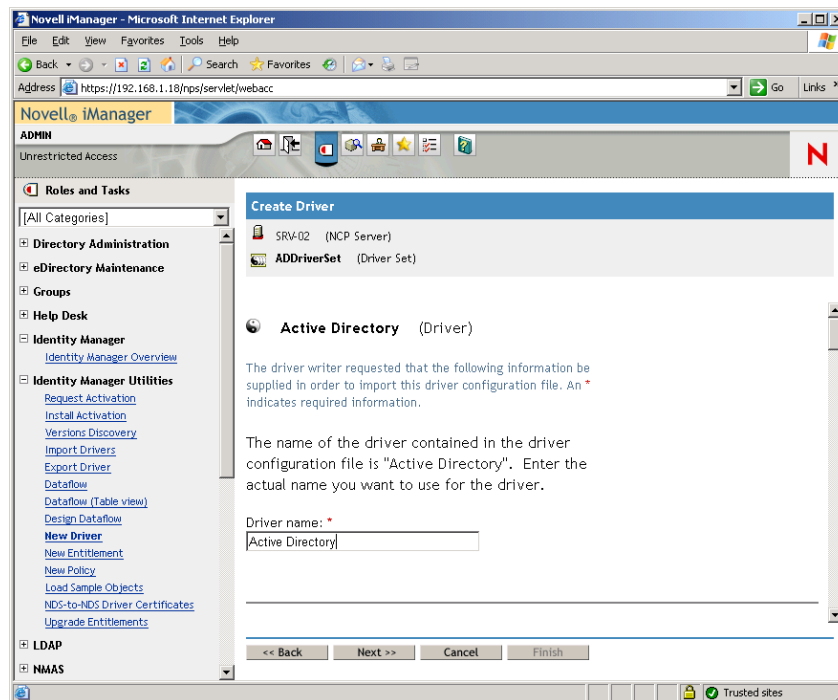 Novell iManager - Microsoft Internet Explorer
File Edit View Favorites Tools Help
Back Search Favorites
Address https://192.168.1.18/nps/servlet/webacc Go Links »
Novell® iManager
ADMIN
Unrestricted Access
N
Roles and Tasks
[All Categories]
Directory Administration
eDirectory Maintenance
Groups
Help Desk
Identity Manager
Identity Manager Overview
Identity Manager Utilities
Request Activation
Install Activation
Versions Discovery
Import Drivers
Export Driver
Dataflow
Dataflow (Table view)
Design Dataflow
New Driver
New Entitlement
New Policy
Load Sample Objects
NDS-to-NDS Driver Certificates
Upgrade Entitlements
LDAP
NMAS
Create Driver
SRV-02 (NCP Server)
ADDriverSet (Driver Set)
Active Directory (Driver)
The driver writer requested that the following information be
supplied in order to import this driver configuration file. An *
indicates required information.
The name of the driver contained in the driver
configuration file is "Active Directory". Enter the
actual name you want to use for the driver.
Driver name: *
Active Directory
<< Back Next >> Cancel Finish
Trusted sites